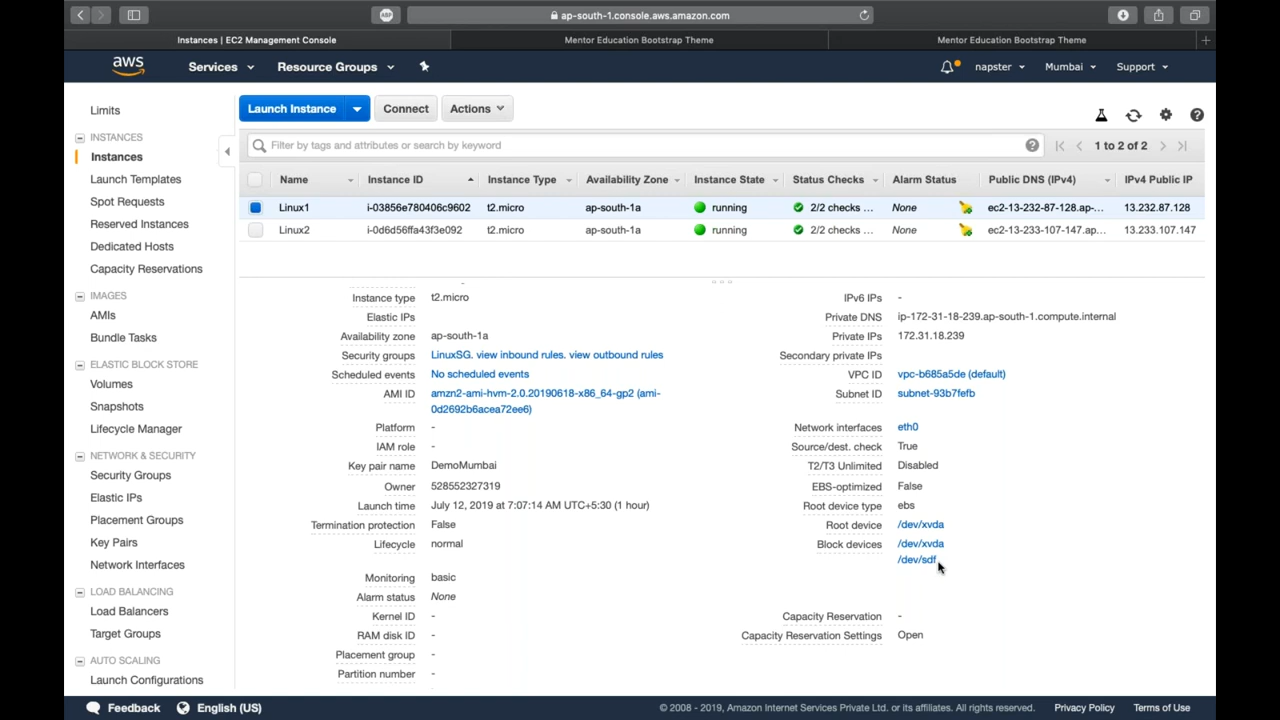 ABP
ap-south-1.console.aws.amazon.com
Instances | EC2 Management Console
Mentor Education Bootstrap Theme
Mentor Education Bootstrap Theme
aws
Services
Resource Groups
napster
Mumbai
Support
Limits
INSTANCES
Instances
Launch Templates
Spot Requests
Reserved Instances
Dedicated Hosts
Capacity Reservations
IMAGES
AMIs
Bundle Tasks
ELASTIC BLOCK STORE
Volumes
Snapshots
Lifecycle Manager
NETWORK & SECURITY
Security Groups
Elastic IPs
Placement Groups
Key Pairs
Network Interfaces
LOAD BALANCING
Load Balancers
Target Groups
AUTO SCALING
Launch Configurations
Launch Instance
Connect
Actions
Filter by tags and attributes or search by keyword
1 to 2 of 2
Name Instance ID Instance Type Availability Zone Instance State Status Checks Alarm Status Public DNS (IPv4) IPv4 Public IP
Linux1 i-03856e780406c9602 t2.micro ap-south-1a running 2/2 checks ... None ec2-13-232-87-128.ap-... 13.232.87.128
Linux2 i-0d6d56ffa43f3e092 t2.micro ap-south-1a running 2/2 checks ... None ec2-13-233-107-147.ap... 13.233.107.147
Instance type t2.micro
Elastic IPs
Availability zone ap-south-1a
Security groups LinuxSG. view inbound rules. view outbound rules
Scheduled events No scheduled events
AMI ID amzn2-ami-hvm-2.0.20190618-x86_64-gp2 (ami-
0d2692b6acea72ee6)
Platform -
IAM role -
Key pair name DemoMumbai
Owner 528552327319
Launch time July 12, 2019 at 7:07:14 AM UTC+5:30 (1 hour)
Termination protection False
Lifecycle normal
Monitoring basic
Alarm status None
Kernel ID -
RAM disk ID -
Placement group -
Partition number -
IPv6 IPs -
Private DNS ip-172-31-18-239.ap-south-1.compute.internal
Private IPs 172.31.18.239
Secondary private IPs
VPC ID vpc-b685a5de (default)
Subnet ID subnet-93b7fefb
Network interfaces eth0
Source/dest. check True
T2/T3 Unlimited Disabled
EBS-optimized False
Root device type ebs
Root device /dev/xvda
Block devices /dev/xvda
/dev/sdf
Capacity Reservation -
Capacity Reservation Settings Open
Feedback
English (US)
© 2008 - 2019, Amazon Internet Services Private Ltd. or its affiliates. All rights reserved.
Privacy Policy
Terms of Use